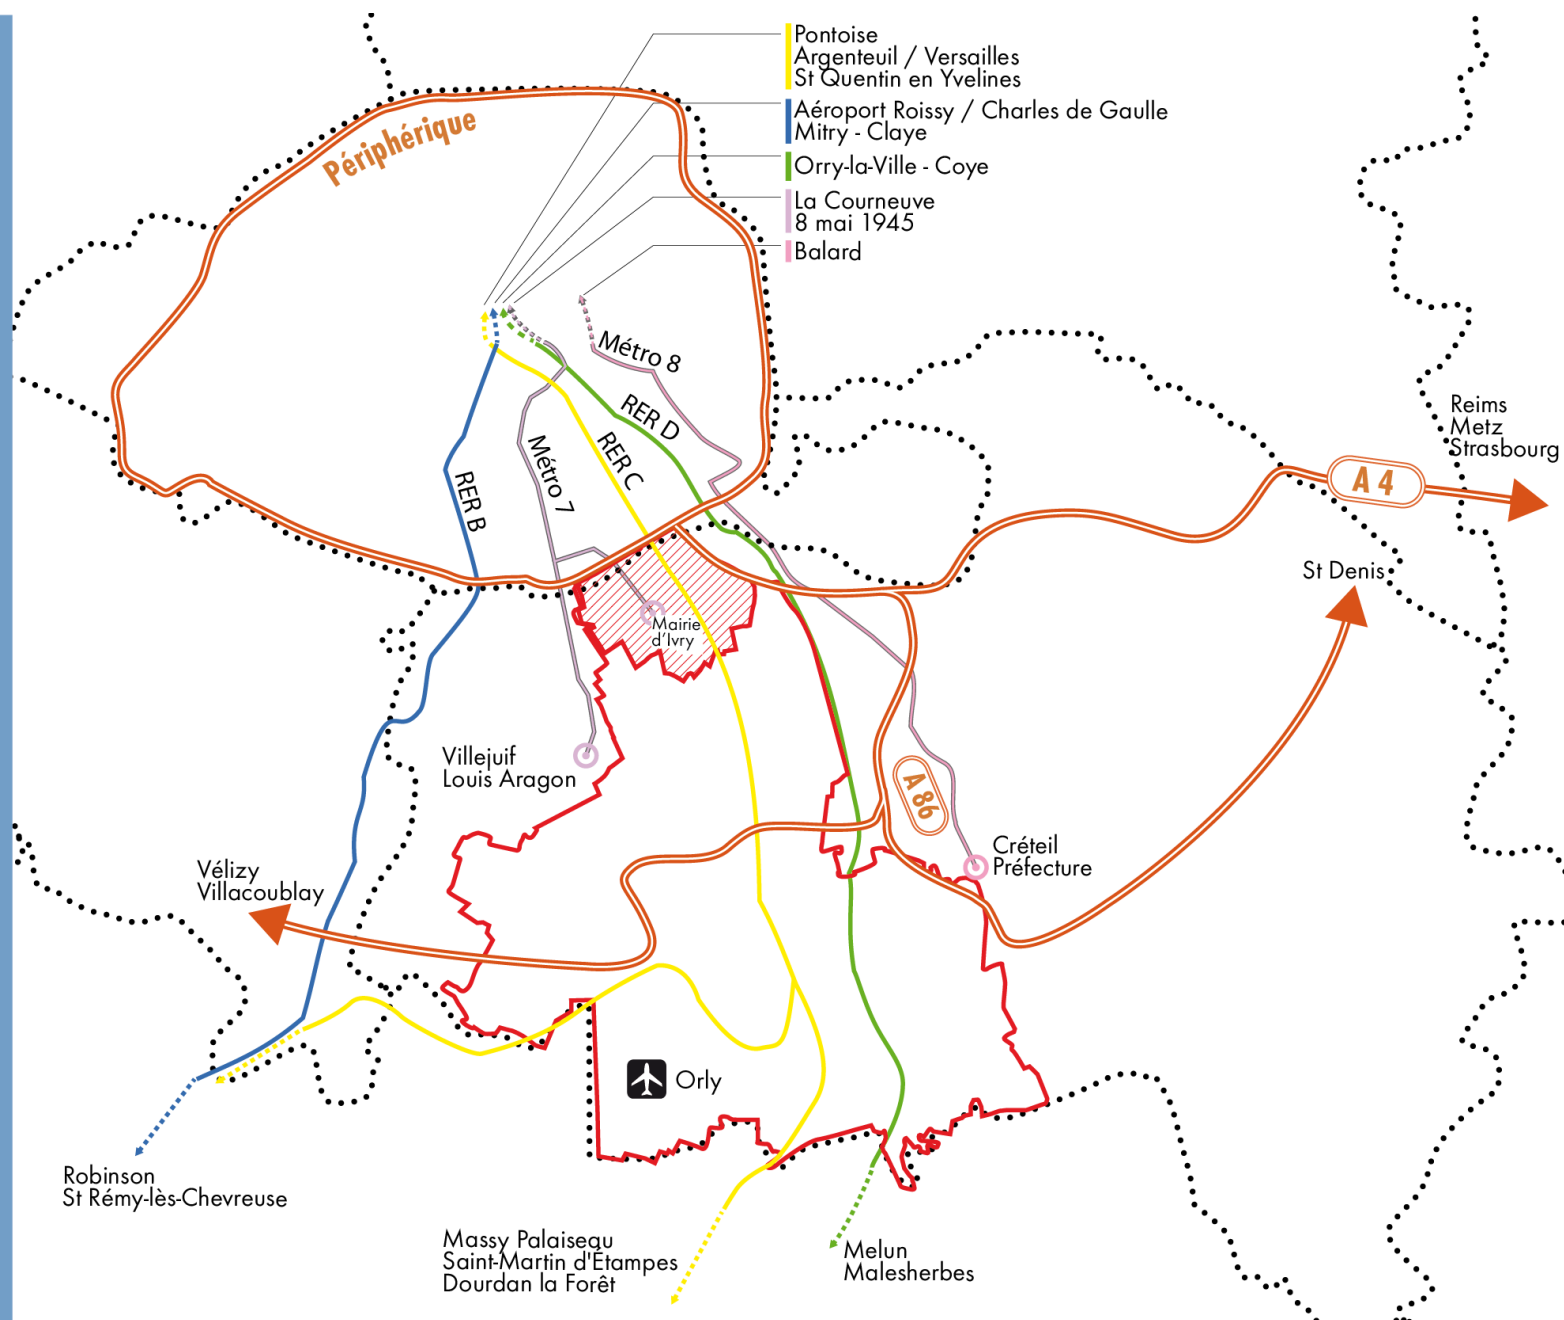 Pontoise
Argenteuil / Versailles
St Quentin en Yvelines
Aéroport Roissy / Charles de Gaulle
Mitry - Claye
Orry-la-Ville - Coye
La Courneuve
8 mai 1945
Balard
Périphérique
Métro 8
RER D
RER C
Métro 7
RER B
Reims
Metz
Strasbourg
A 4
St Denis
Mairie
d'Ivry
Villejuif
Louis Aragon
A 86
Créteil
Préfecture
Vélizy
Villacoublay
Orly
Robinson
St Rémy-lès-Chevreuse
Massy Palaiseau
Saint-Martin d'Étampes
Dourdan la Forêt
Melun
Malesherbes